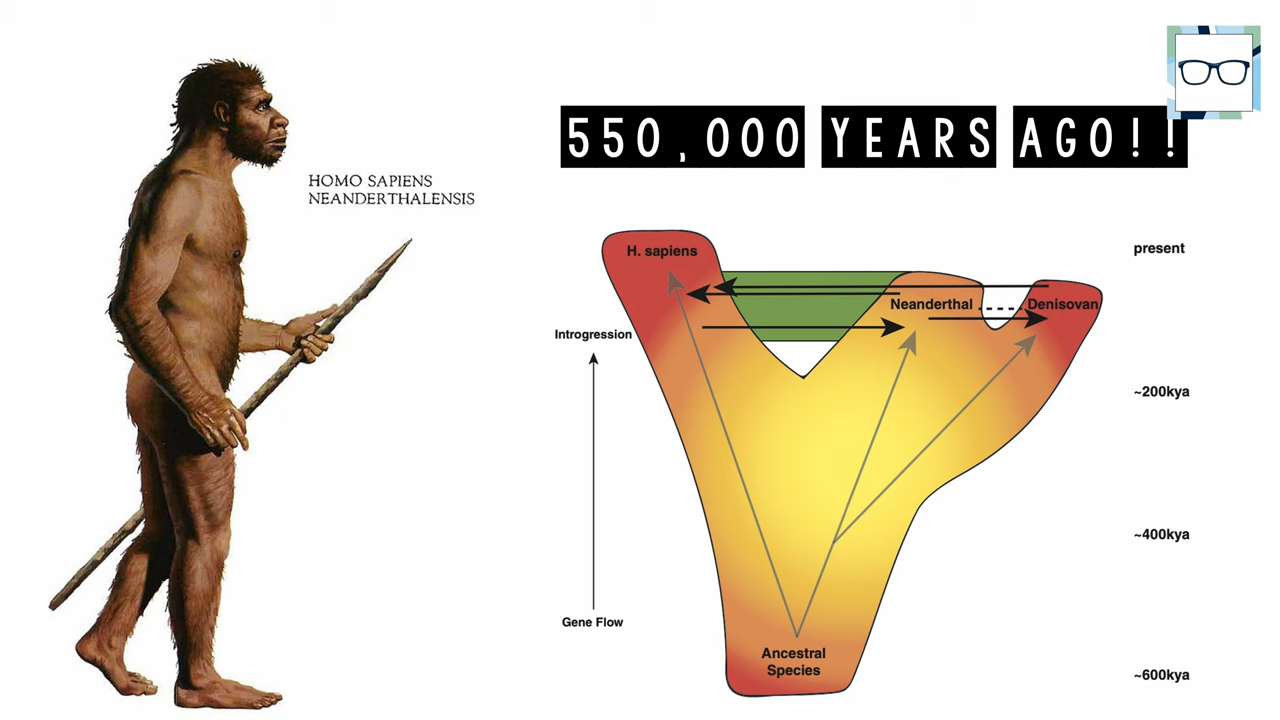 550,000 YEARS AGO!!
HOMO SAPIENS
NEANDERTHALENSIS
H. sapiens
present
Neanderthal
Denisovan
Introgression
~200kya
~400kya
Gene Flow
Ancestral
Species
~600kya